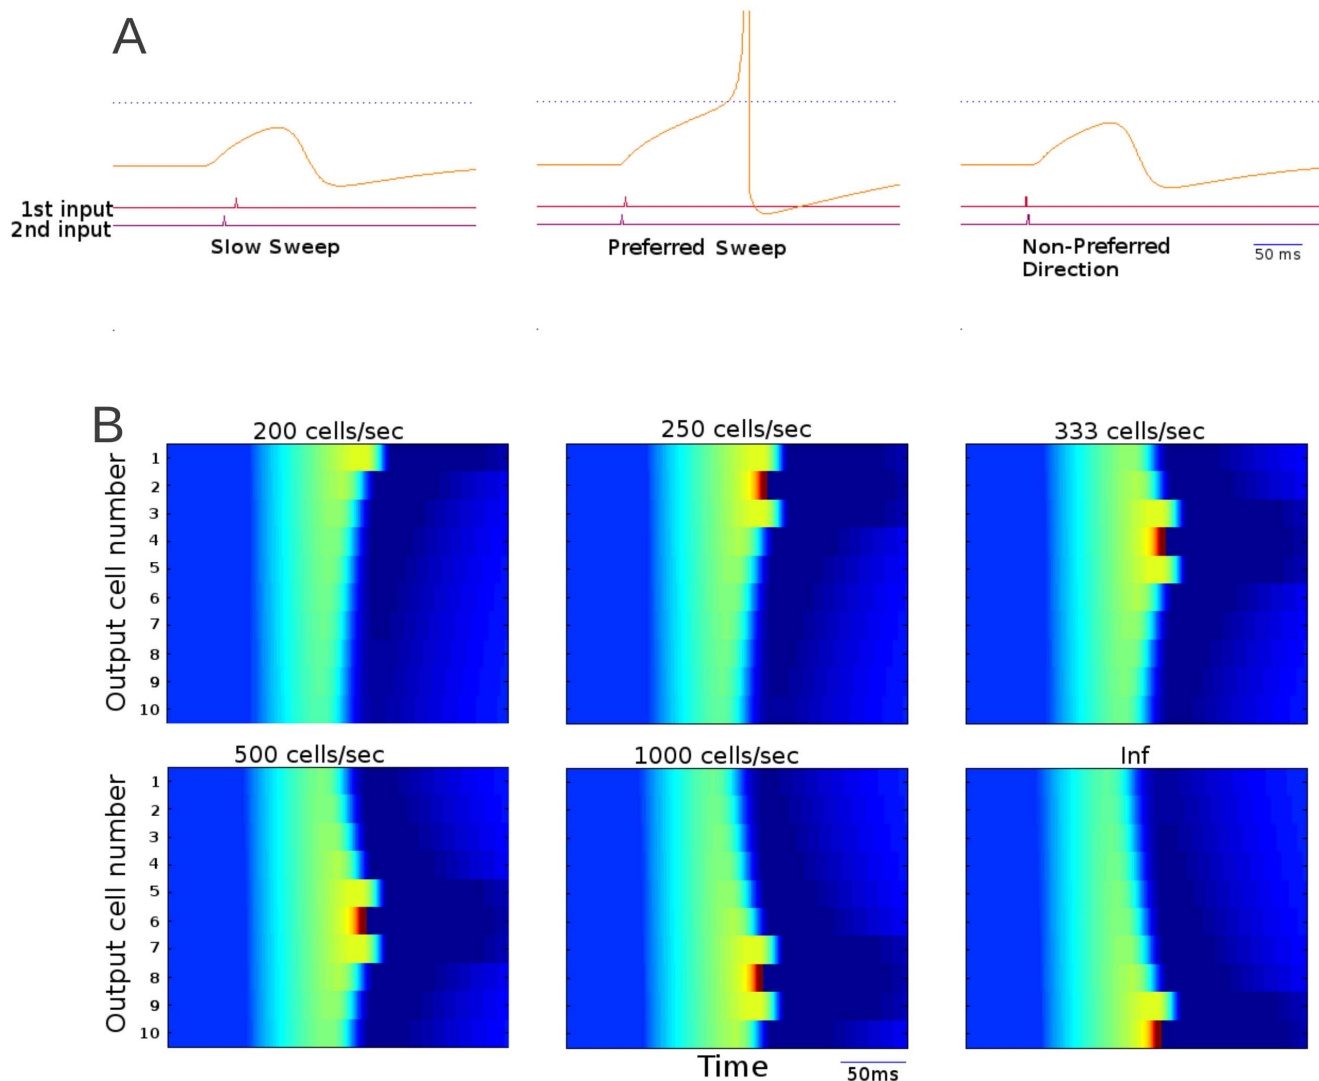 A
1st input
2nd input
Slow Sweep
Preferred Sweep
Non-Preferred
Direction
50 ms
B
200 cells/sec
250 cells/sec
333 cells/sec
Output cell number
1
2
3
4
5
6
7
8
9
10
500 cells/sec
1000 cells/sec
Inf
Output cell number
1
2
3
4
5
6
7
8
9
10
Time
50ms